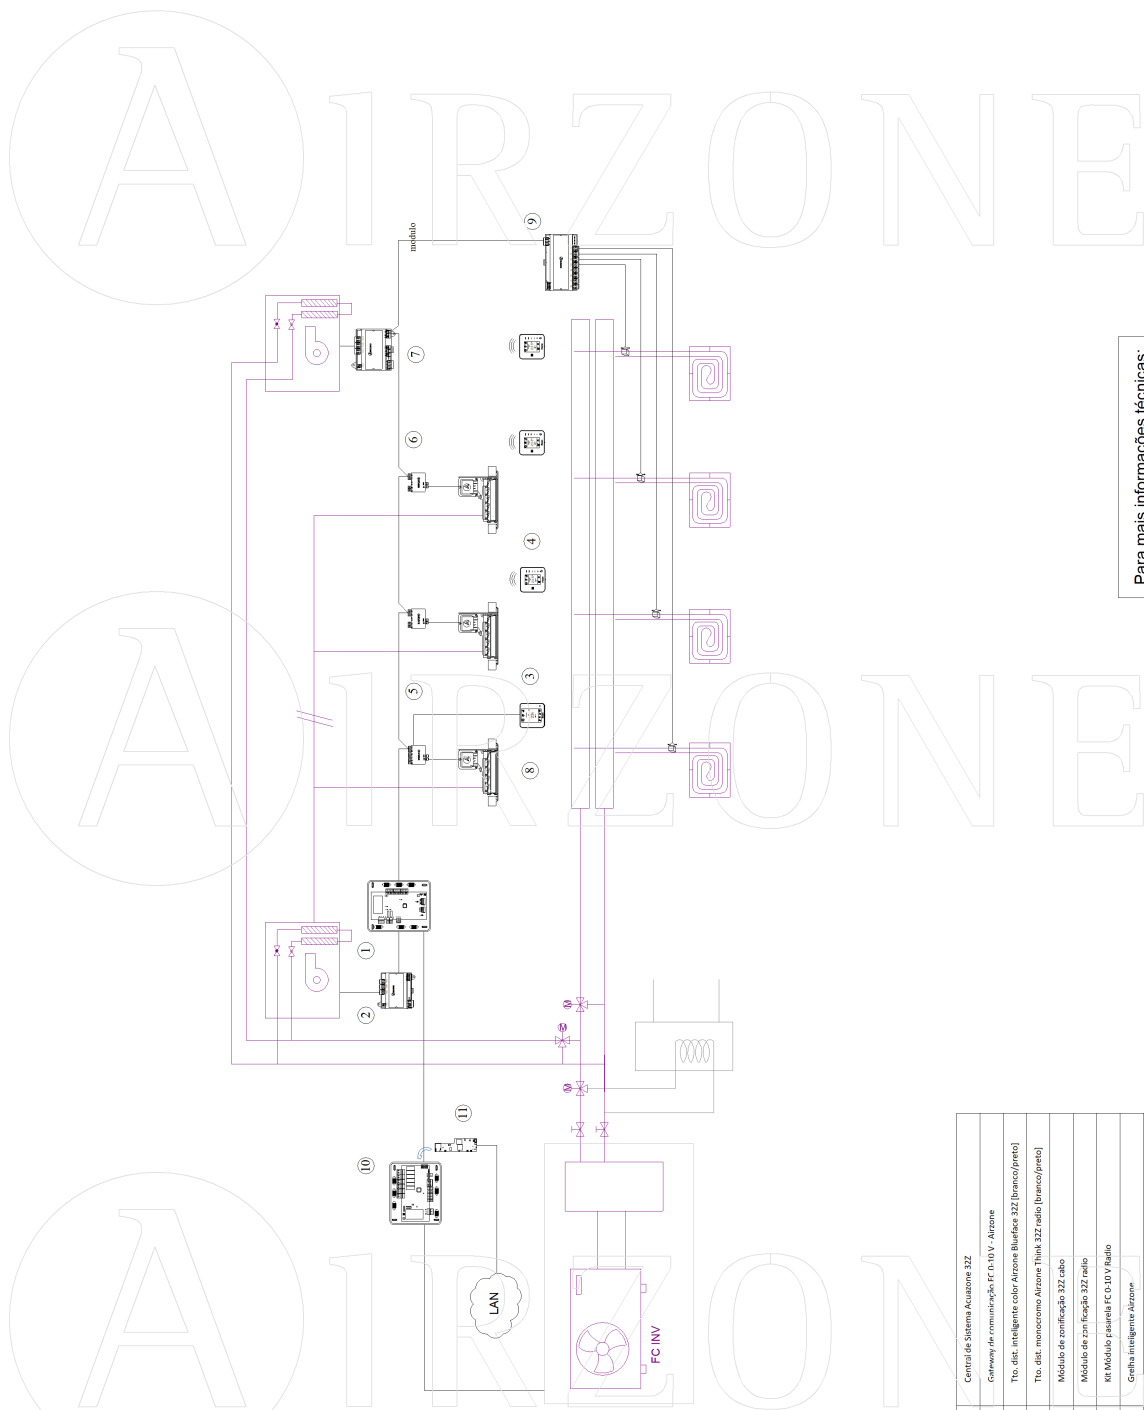 AIRZONE
AIRZONE
AIRZONE
modulo
9
7
6
4
3
5
8
1
2
11
10
M
M
M
LAN
FC INV
Para mais informações técnicas:
Central de Sistema Acuazone 32Z
Gateway de comunicação FC 0-10 V - Airzone
Tto. dist. inteligente color Airzone Blueface 32Z [branco/preto]
Tto. dist. monocromo Airzone Think 32Z radio [branco/preto]
Módulo de zonificação 32Z cabo
Módulo de zonificação 32Z radio
Kit Módulo pasarela FC 0-10 V Radio
Grelha inteligente Airzone